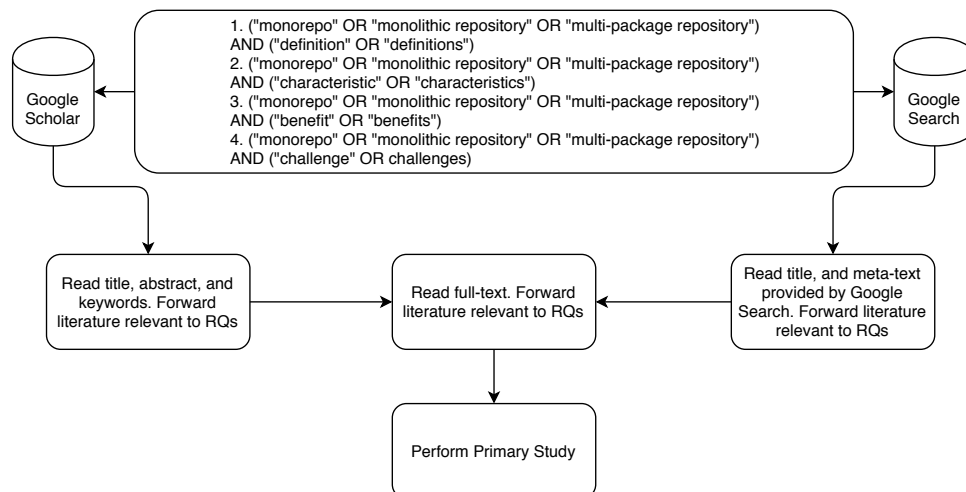 1. ("monorepo" OR "monolithic repository" OR "multi-package repository")
AND ("definition" OR "definitions")
2. ("monorepo" OR "monolithic repository" OR "multi-package repository")
AND ("characteristic" OR "characteristics")
3. ("monorepo" OR "monolithic repository" OR "multi-package repository")
AND ("benefit" OR "benefits")
4. ("monorepo" OR "monolithic repository" OR "multi-package repository")
AND ("challenge" OR challenges)
Google
Scholar
Google
Search
Read title, abstract, and
keywords. Forward
literature relevant to RQs
Read full-text. Forward
literature relevant to RQs
Read title, and meta-text
provided by Google
Search. Forward literature
relevant to RQs
Perform Primary Study